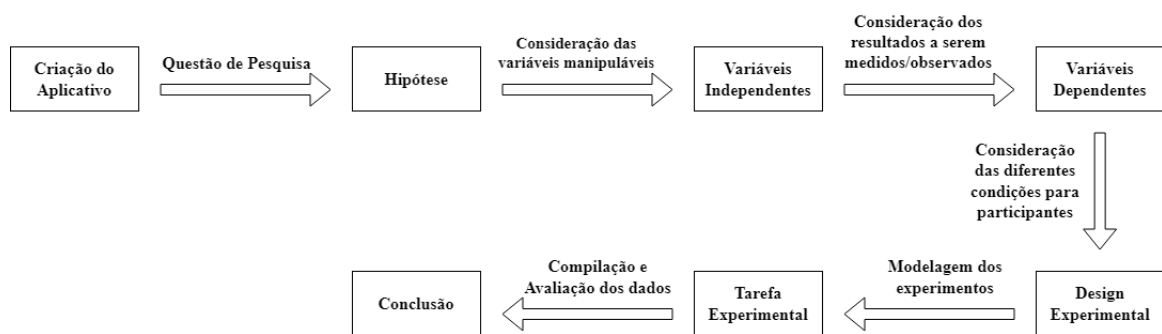 Criação do
Aplicativo
Questão de Pesquisa
Hipótese
Consideração das
variáveis manipuláveis
Variáveis
Independentes
Consideração dos
resultados a serem
medidos/observados
Variáveis
Dependentes
Consideração
das diferentes
condições para
participantes
Design
Experimental
Modelagem dos
experimentos
Tarefa
Experimental
Compilação e
Avaliação dos dados
Conclusão